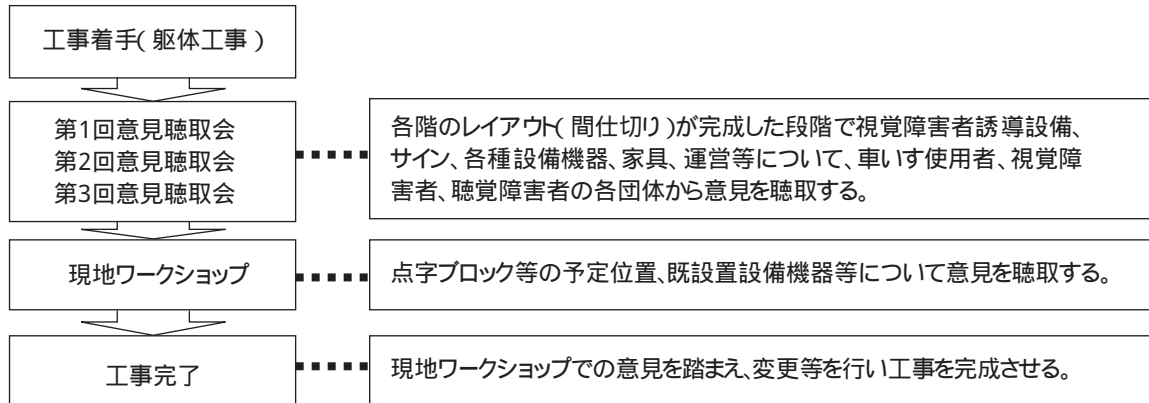 工事着手(躯体工事)
第1回意見聴取会
第2回意見聴取会
第3回意見聴取会
各階のレイアウト(間仕切り)が完成した段階で視覚障害者誘導設備、
サイン、各種設備機器、家具、運営等について、車いす使用者、視覚障
害者、聴覚障害者の各団体から意見を聴取する。
現地ワークショップ
点字ブロック等の予定位置、既設置設備機器等について意見を聴取する。
工事完了
現地ワークショップでの意見を踏まえ、変更等を行い工事を完成させる。